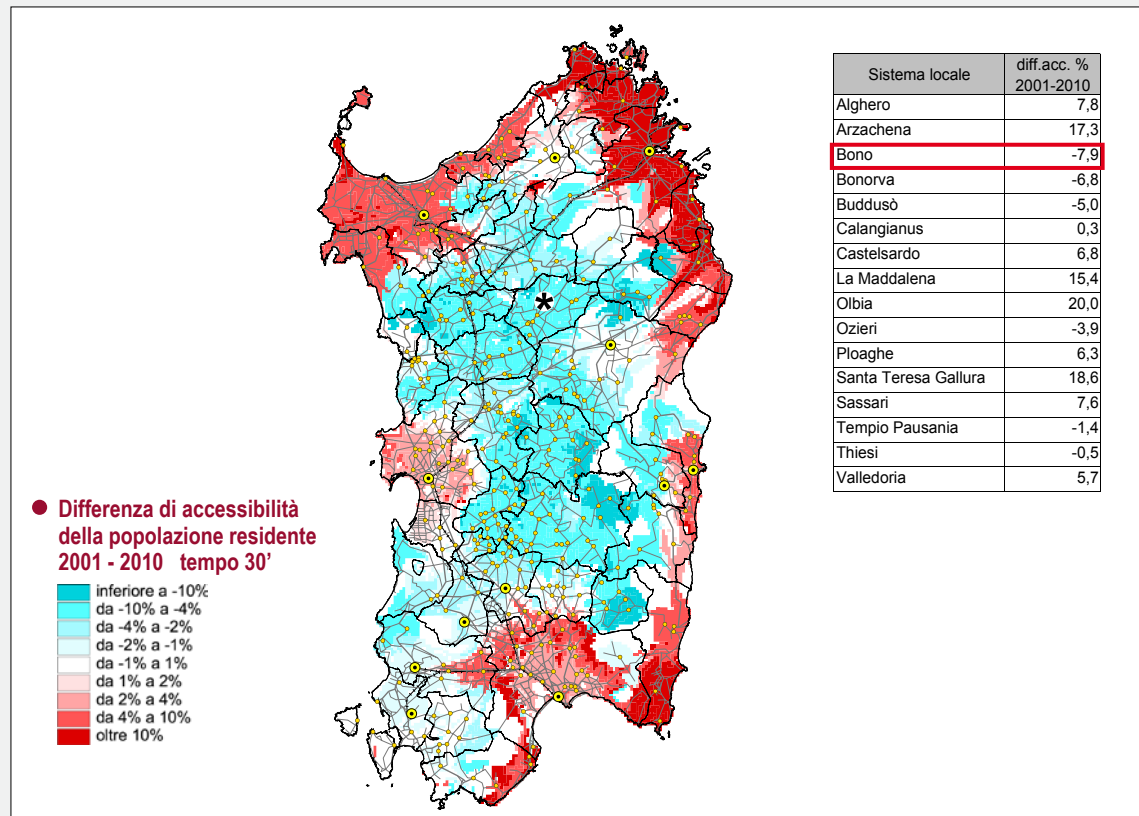 Sistema locale diff.acc. % 2001-2010
Alghero 7,8
Arzachena 17,3
Bono -7,9
Bonorva -6,8
Buddusò -5,0
Calangianus 0,3
Castelsardo 6,8
La Maddalena 15,4
Olbia 20,0
Ozieri -3,9
Ploaghe 6,3
Santa Teresa Gallura 18,6
Sassari 7,6
Tempio Pausania -1,4
Thiesi -0,5
Valledoria 5,7
*
Differenza di accessibilità
della popolazione residente
2001 - 2010 tempo 30’
inferiore a -10%
da -10% a -4%
da -4% a -2%
da -2% a -1%
da -1% a 1%
da 1% a 2%
da 2% a 4%
da 4% a 10%
oltre 10%